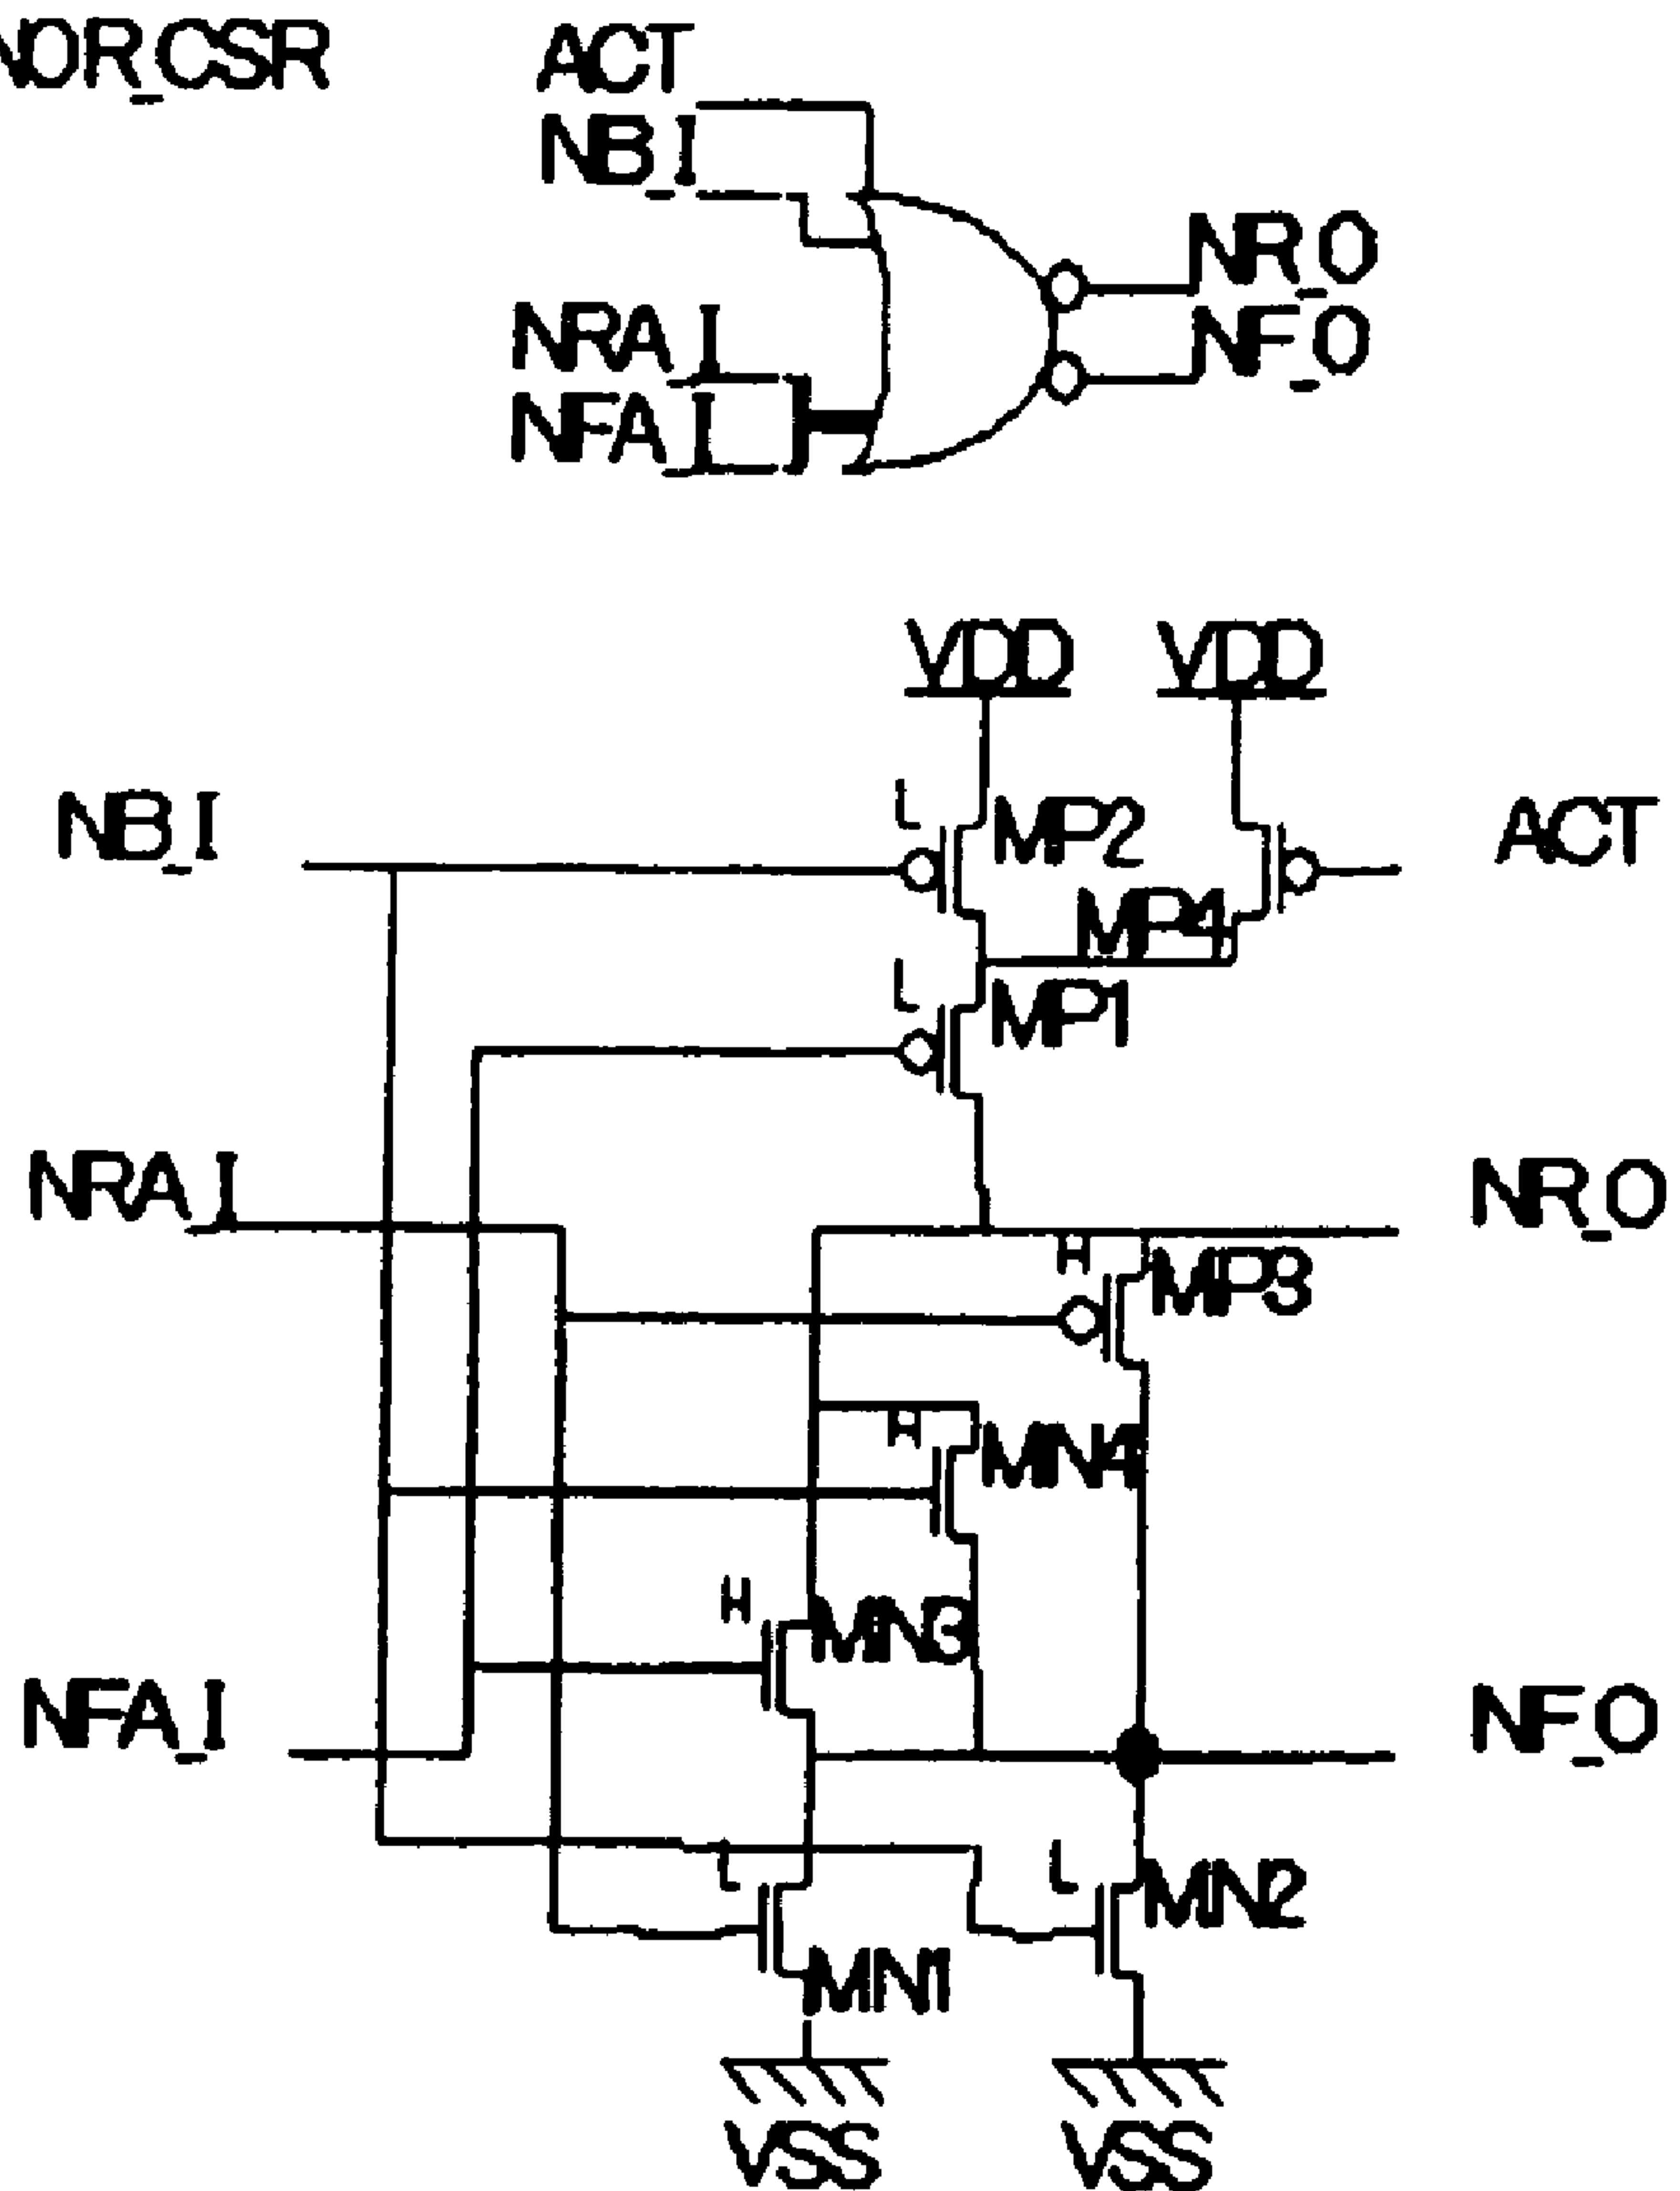 NOR_CSR
ACT
NB_I
NR_O
NRA_I
NF_O
NFA_I
VDD VDD
L
NB_I MP2 ACT
MP4
L
MP1
NRA_I NR_O
H
MP3
H
MN4
H
MN3
NFA_I NF_O
L L
MN2
MN1
VSS VSS